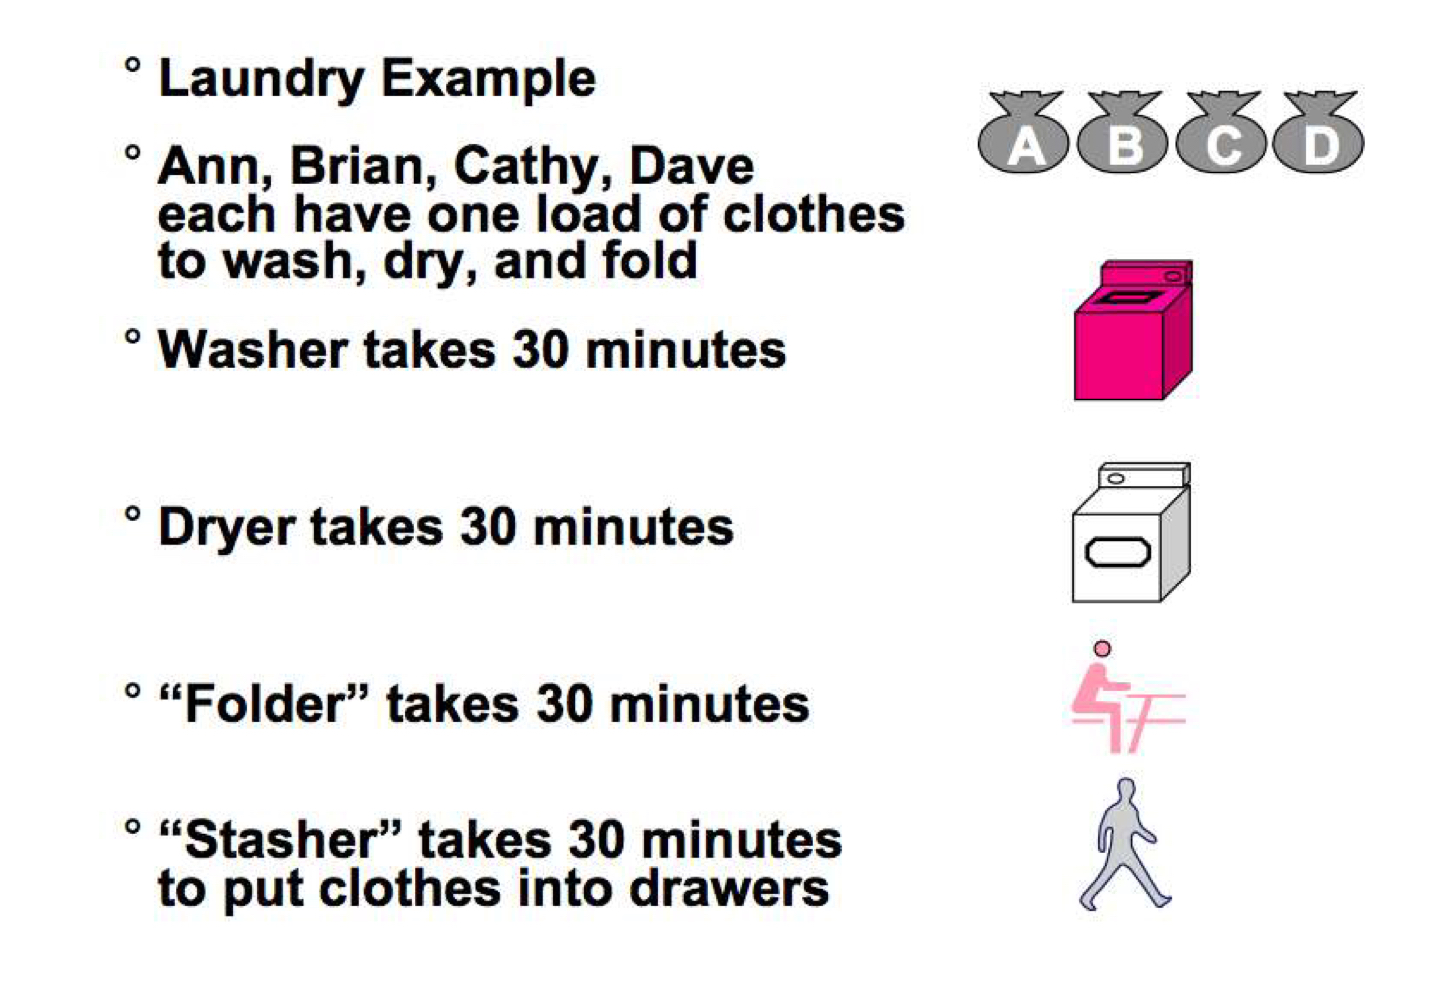 ° Laundry Example
A B C D
° Ann, Brian, Cathy, Dave
each have one load of clothes
to wash, dry, and fold
° Washer takes 30 minutes
° Dryer takes 30 minutes
° “Folder” takes 30 minutes
° “Stasher” takes 30 minutes
to put clothes into drawers